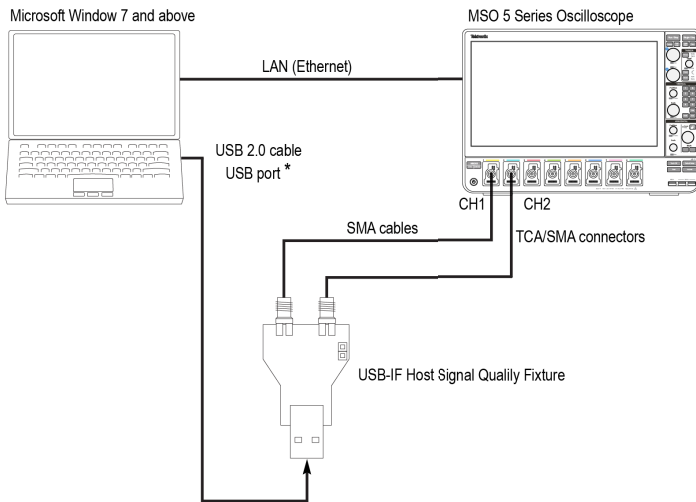 Microsoft Window 7 and above
MSO 5 Series Oscilloscope
Tektronix
LAN (Ethernet)
USB 2.0 cable
USB port *
CH1
CH2
SMA cables
TCA/SMA connectors
USB-IF Host Signal Qualily Fixture